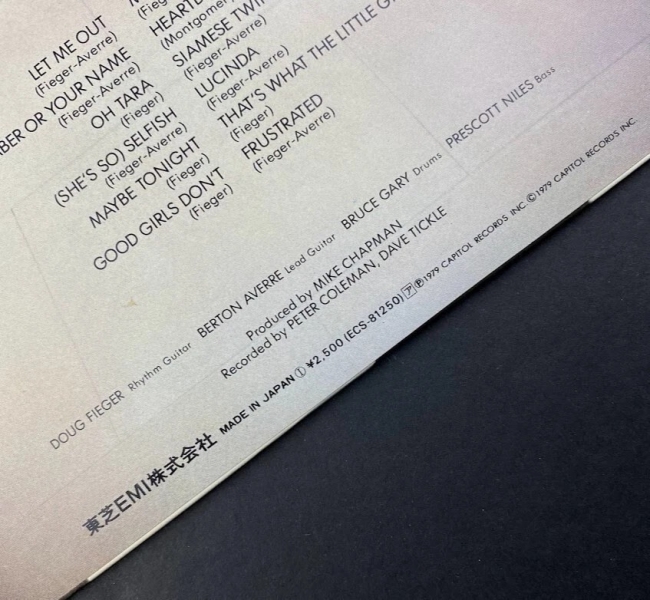 LET ME OUT
(Fieger-Averre)
BER OR YOUR NAME
(Fieger-Averre)
OH TARA
(Fieger)
(SHE'S SO) SELFISH
(Fieger-Averre)
MAYBE TONIGHT
(Fieger)
GOOD GIRLS DON'T
(Fieger)
(Fieg
HEARTB
(Montgomer
SIAMESE TWI
(Fieger-Averre)
LUCINDA
(Fieger-Averre)
THAT'S WHAT THE LITTLE G
(Fieger)
FRUSTRATED
(Fieger-Averre)
DOUG FIEGER Rhythm Guitar BERTON AVERRE Lead Guitar BRUCE GARY Drums PRESCOTT NILES Bass
Produced by MIKE CHAPMAN
Recorded by PETER COLEMAN, DAVE TICKLE
東芝EMI株式会社 MADE IN JAPAN ① ¥2,500 (ECS-81250) ア ℗1979 CAPITOL RECORDS INC. ©1979 CAPITOL RECORDS INC.